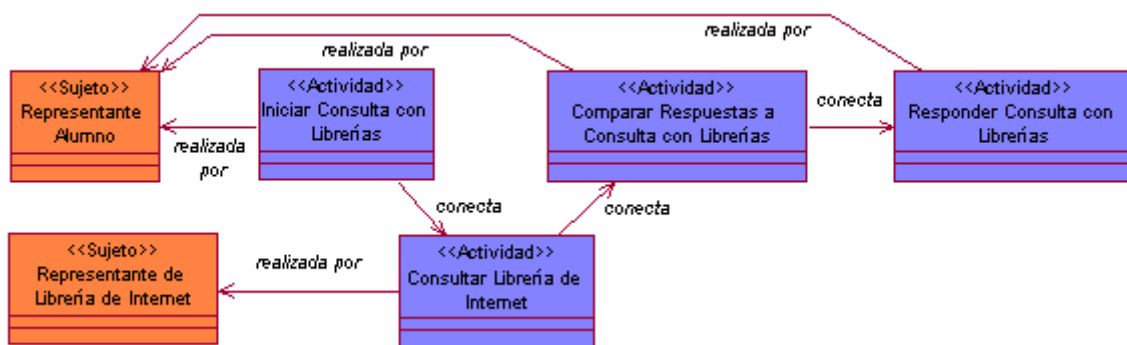 realizada por
realizada por
<<Sujeto>>
Representante
Alumno
<<Actividad>>
Iniciar Consulta con
Librerías
<<Actividad>>
Comparar Respuestas a
Consulta con Librerías
<<Actividad>>
Responder Consulta con
Librerías
conecta
realizada
por
conecta
conecta
<<Sujeto>>
Representante de
Librería de Internet
realizada por
<<Actividad>>
Consultar Librería de
Internet